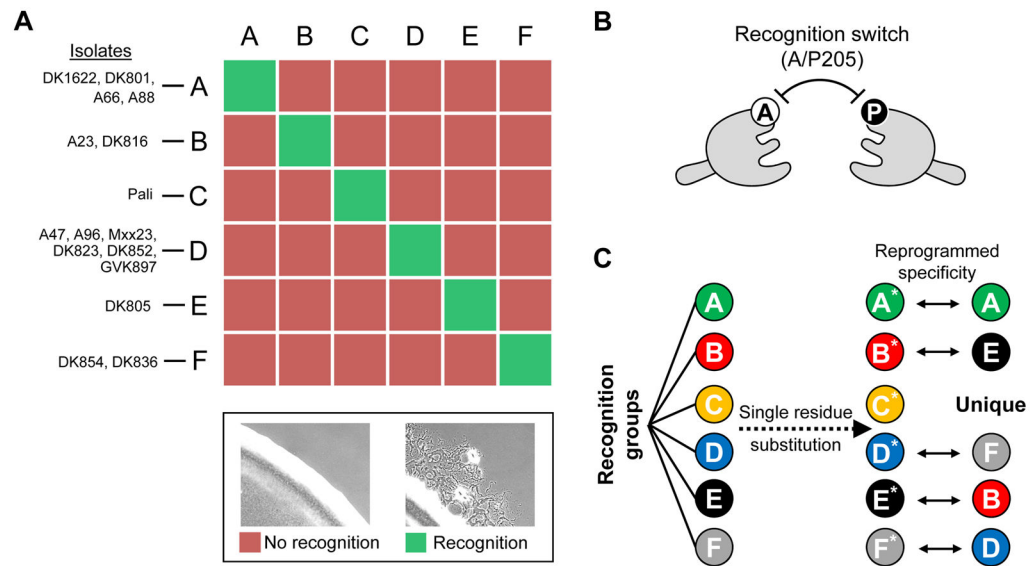 A
Isolates
A B C D E F
DK1622, DK801,
A66, A88
A
A23, DK816
B
Pali
C
A47, A96, Mxx23,
DK823, DK852,
GVK897
D
DK805
E
DK854, DK836
F
No recognition
Recognition
B
Recognition switch
(A/P205)
A P
C
Recognition
groups
A
B
C
D
E
F
Single residue
substitution
Reprogrammed
specificity
A* A
B* E
C* Unique
D* F
E* B
F* D